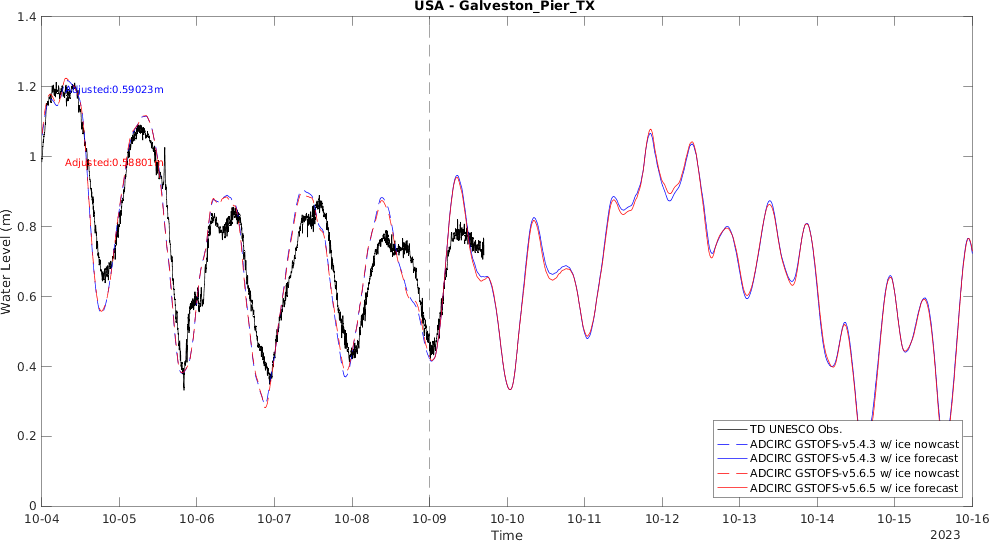 USA - Galveston_Pier_TX
1.4
1.2
1
0.8
0.6
0.4
0.2
0
Water Level (m)
Adjusted:0.59023m
Adjusted:0.58801m
TD UNESCO Obs.
ADCIRC GSTOFS-v5.4.3 w/ ice nowcast
ADCIRC GSTOFS-v5.4.3 w/ ice forecast
ADCIRC GSTOFS-v5.6.5 w/ ice nowcast
ADCIRC GSTOFS-v5.6.5 w/ ice forecast
10-04 10-05 10-06 10-07 10-08 10-09 10-10 10-11 10-12 10-13 10-14 10-15 10-16
Time
2023